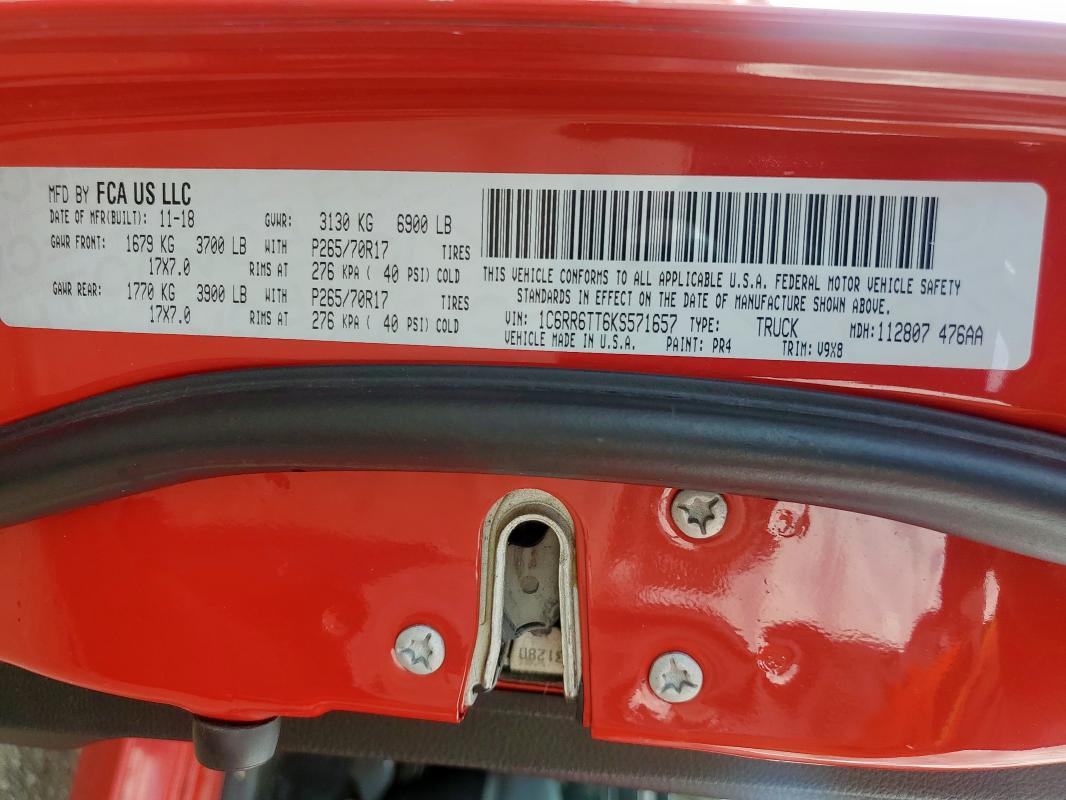 MFD BY FCA US LLC
DATE OF MFR(BUILT): 11-18 GVWR: 3130 KG 6900 LB
GAWR FRONT: 1679 KG 3700 LB WITH P265/70R17 TIRES
17X7.0 RIMS AT 276 KPA ( 40 PSI) COLD
GAWR REAR: 1770 KG 3900 LB WITH P265/70R17 TIRES
17X7.0 RIMS AT 276 KPA ( 40 PSI) COLD
THIS VEHICLE CONFORMS TO ALL APPLICABLE U.S.A. FEDERAL MOTOR VEHICLE SAFETY
STANDARDS IN EFFECT ON THE DATE OF MANUFACTURE SHOWN ABOVE.
VIN: 1C6RR6TT6KS571657 TYPE: TRUCK MDH: 112807 476AA
VEHICLE MADE IN U.S.A. PAINT: PR4 TRIM: V9X8